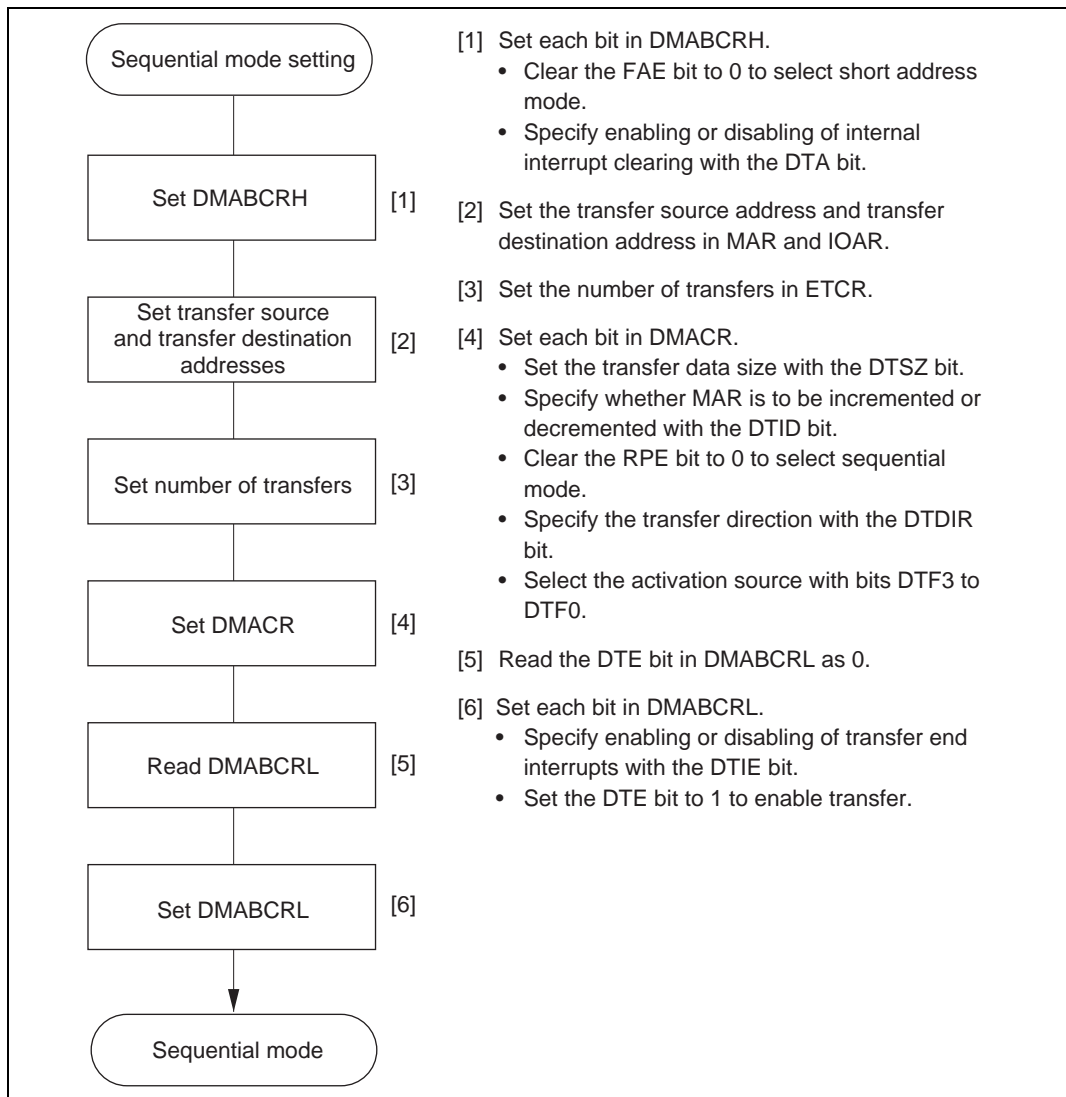 Sequential mode setting
Set DMABCRH
[1]
Set transfer source
and transfer destination
addresses
[2]
Set number of transfers
[3]
Set DMACR
[4]
Read DMABCRL
[5]
Set DMABCRL
[6]
Sequential mode
[1] Set each bit in DMABCRH.
• Clear the FAE bit to 0 to select short address
mode.
• Specify enabling or disabling of internal
interrupt clearing with the DTA bit.
[2] Set the transfer source address and transfer
destination address in MAR and IOAR.
[3] Set the number of transfers in ETCR.
[4] Set each bit in DMACR.
• Set the transfer data size with the DTSZ bit.
• Specify whether MAR is to be incremented or
decremented with the DTID bit.
• Clear the RPE bit to 0 to select sequential
mode.
• Specify the transfer direction with the DTDIR
bit.
• Select the activation source with bits DTF3 to
DTF0.
[5] Read the DTE bit in DMABCRL as 0.
[6] Set each bit in DMABCRL.
• Specify enabling or disabling of transfer end
interrupts with the DTIE bit.
• Set the DTE bit to 1 to enable transfer.